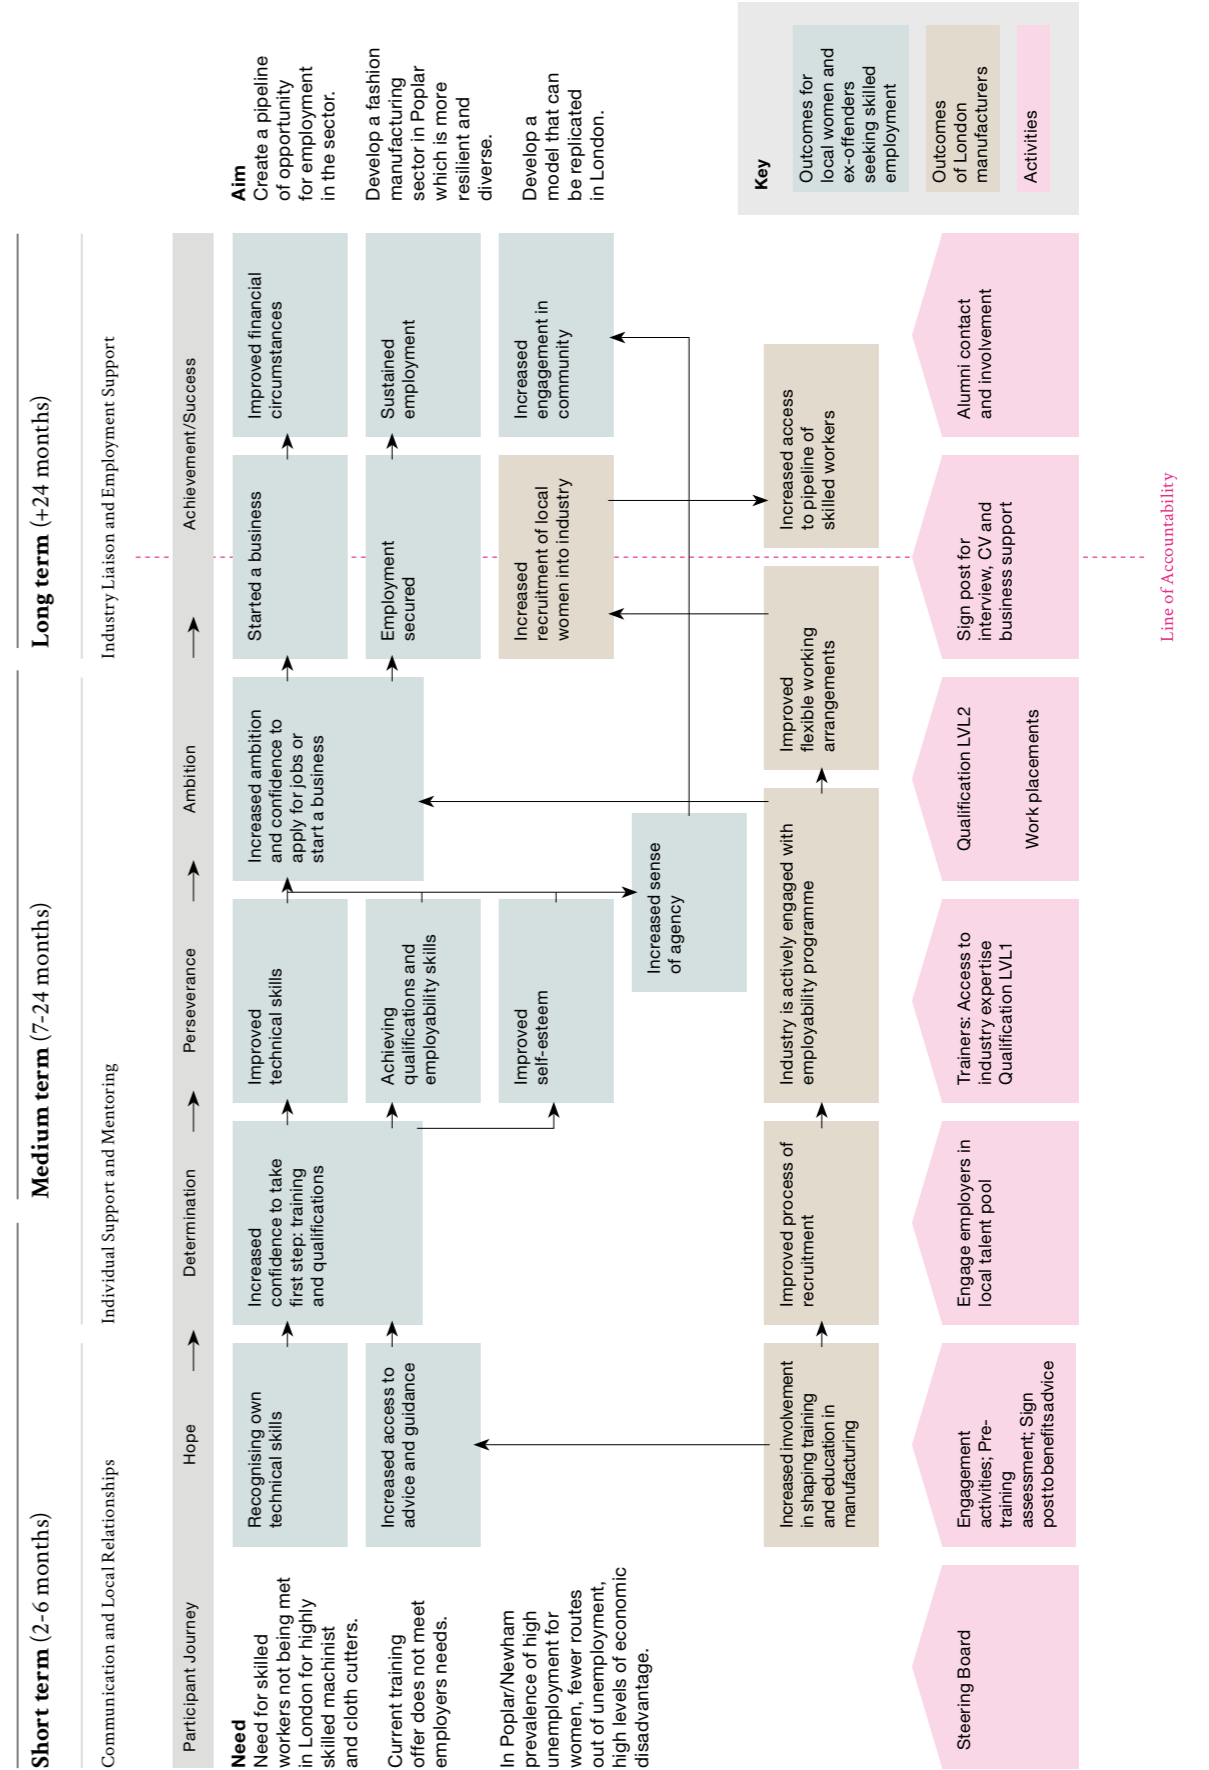 Short term (2-6 months)
Medium term (7-24 months)
Long term (+24 months)
Communication and Local Relationships
Individual Support and Mentoring
Industry Liaison and Employment Support
Participant Journey
Hope
Determination
Perseverance
Ambition
Achievement/Success
Need
Need for skilled
workers not being met
in London for highly
skilled machinist
and cloth cutters.
Current training
offer does not meet
employers needs.
In Poplar/Newham
prevalence of high
unemployment for
women, fewer routes
out of unemployment,
high levels of economic
disadvantage.
Recognising own
technical skills
Increased access to
advice and guidance
Increased
confidence to take
first step: training
and qualifications
Improved
technical skills
Achieving
qualifications and
employability skills
Improved
self-esteem
Increased sense
of agency
Increased ambition
and confidence to
apply for jobs or
start a business
Started a business
Employment
secured
Increased
recruitment of local
women into industry
Improved financial
circumstances
Sustained
employment
Increased
engagement in
community
Aim
Create a pipeline
of opportunity
for employment
in the sector.
Develop a fashion
manufacturing
sector in Poplar
which is more
resilient and
diverse.
Develop a
model that can
be replicated
in London.
Increased involvement
in shaping training
and education in
manufacturing
Improved process of
recruitment
Industry is actively engaged with
employability programme
Improved
flexible working
arrangements
Increased access
to pipeline of
skilled workers
Key
Outcomes for
local women and
ex-offenders
seeking skilled
employment
Outcomes
of London
manufacturers
Activities
Steering Board
Engagement
activities; Pre-
training
assessment; Sign
posttobenefitsadvice
Engage employers in
local talent pool
Trainers: Access to
industry expertise
Qualification LVL1
Qualification LVL2
Work placements
Sign post for
interview, CV and
business support
Alumni contact
and involvement
Line of Accountability